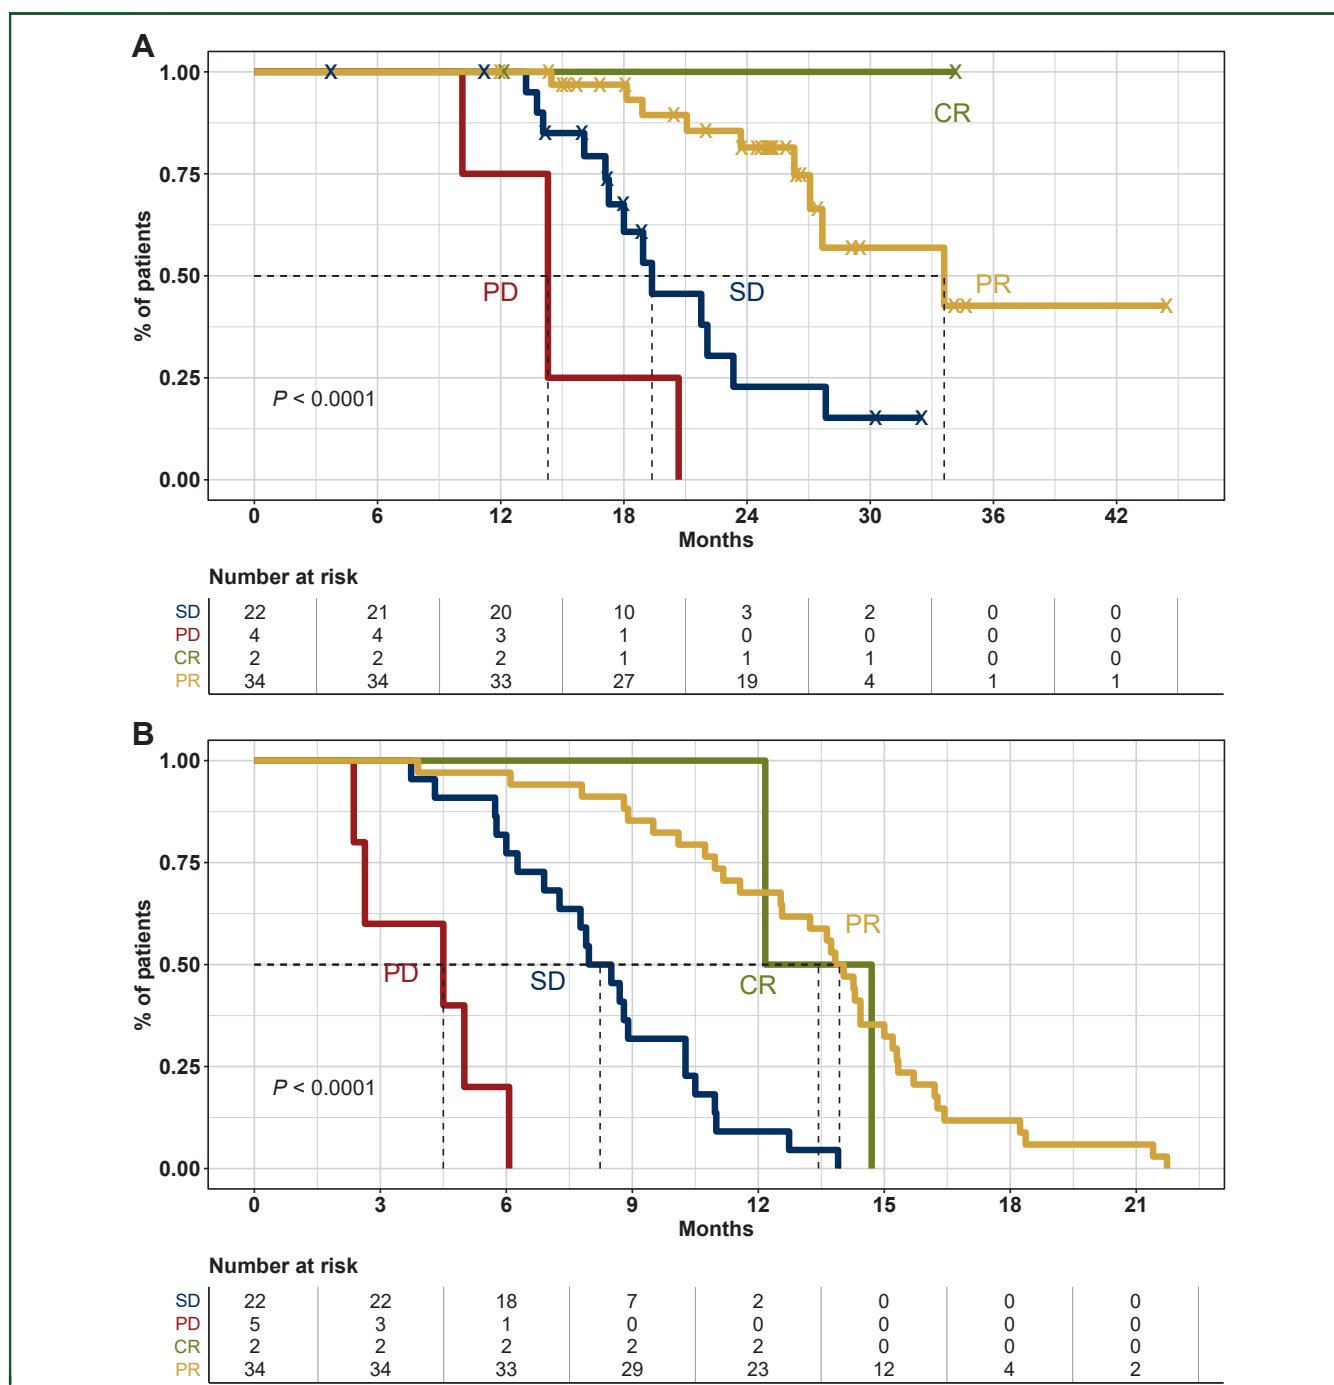 A
1.00
0.75
0.50
0.25
0.00
% of patients
CR
PD
SD
PR
P < 0.0001
0 6 12 18 24 30 36 42
Months
Number at risk
SD 22 21 20 10 3 2 0 0
PD 4 4 3 1 0 0 0 0
CR 2 2 2 1 1 1 0 0
PR 34 34 33 27 19 4 1 1
B
1.00
0.75
0.50
0.25
0.00
% of patients
PR
PD
SD
CR
P < 0.0001
0 3 6 9 12 15 18 21
Months
Number at risk
SD 22 22 18 7 2 0 0 0
PD 5 3 1 0 0 0 0 0
CR 2 2 2 2 2 0 0 0
PR 34 34 33 29 23 12 4 2